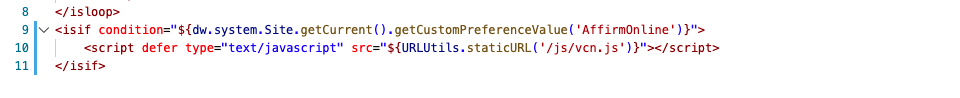 8 </isloop>
9 <isif condition="${dw.system.Site.getCurrent().getCustomPreferenceValue('AffirmOnline')}">
10 <script defer type="text/javascript" src="${URLUtils.staticURL('/js/vcn.js')}"></script>
11 </isif>